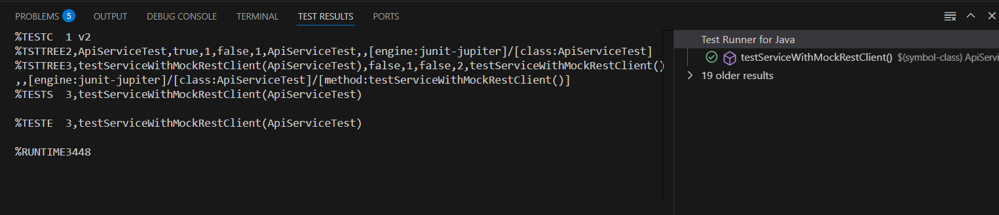 PROBLEMS 5 OUTPUT DEBUG CONSOLE TERMINAL TEST RESULTS PORTS
%TESTC  1 v2
%TSTTREE2,ApiServiceTest,true,1,false,1,ApiServiceTest,,[engine:junit-jupiter]/[class:ApiServiceTest]
%TSTTREE3,testServiceWithMockRestClient(ApiServiceTest),false,1,false,2,testServiceWithMockRestClient()
,,[engine:junit-jupiter]/[class:ApiServiceTest]/[method:testServiceWithMockRestClient()]
%TESTS  3,testServiceWithMockRestClient(ApiServiceTest)
%TESTE  3,testServiceWithMockRestClient(ApiServiceTest)
%RUNTIME3448
Test Runner for Java
testServiceWithMockRestClient() $(symbol-class) ApiServi
19 older results